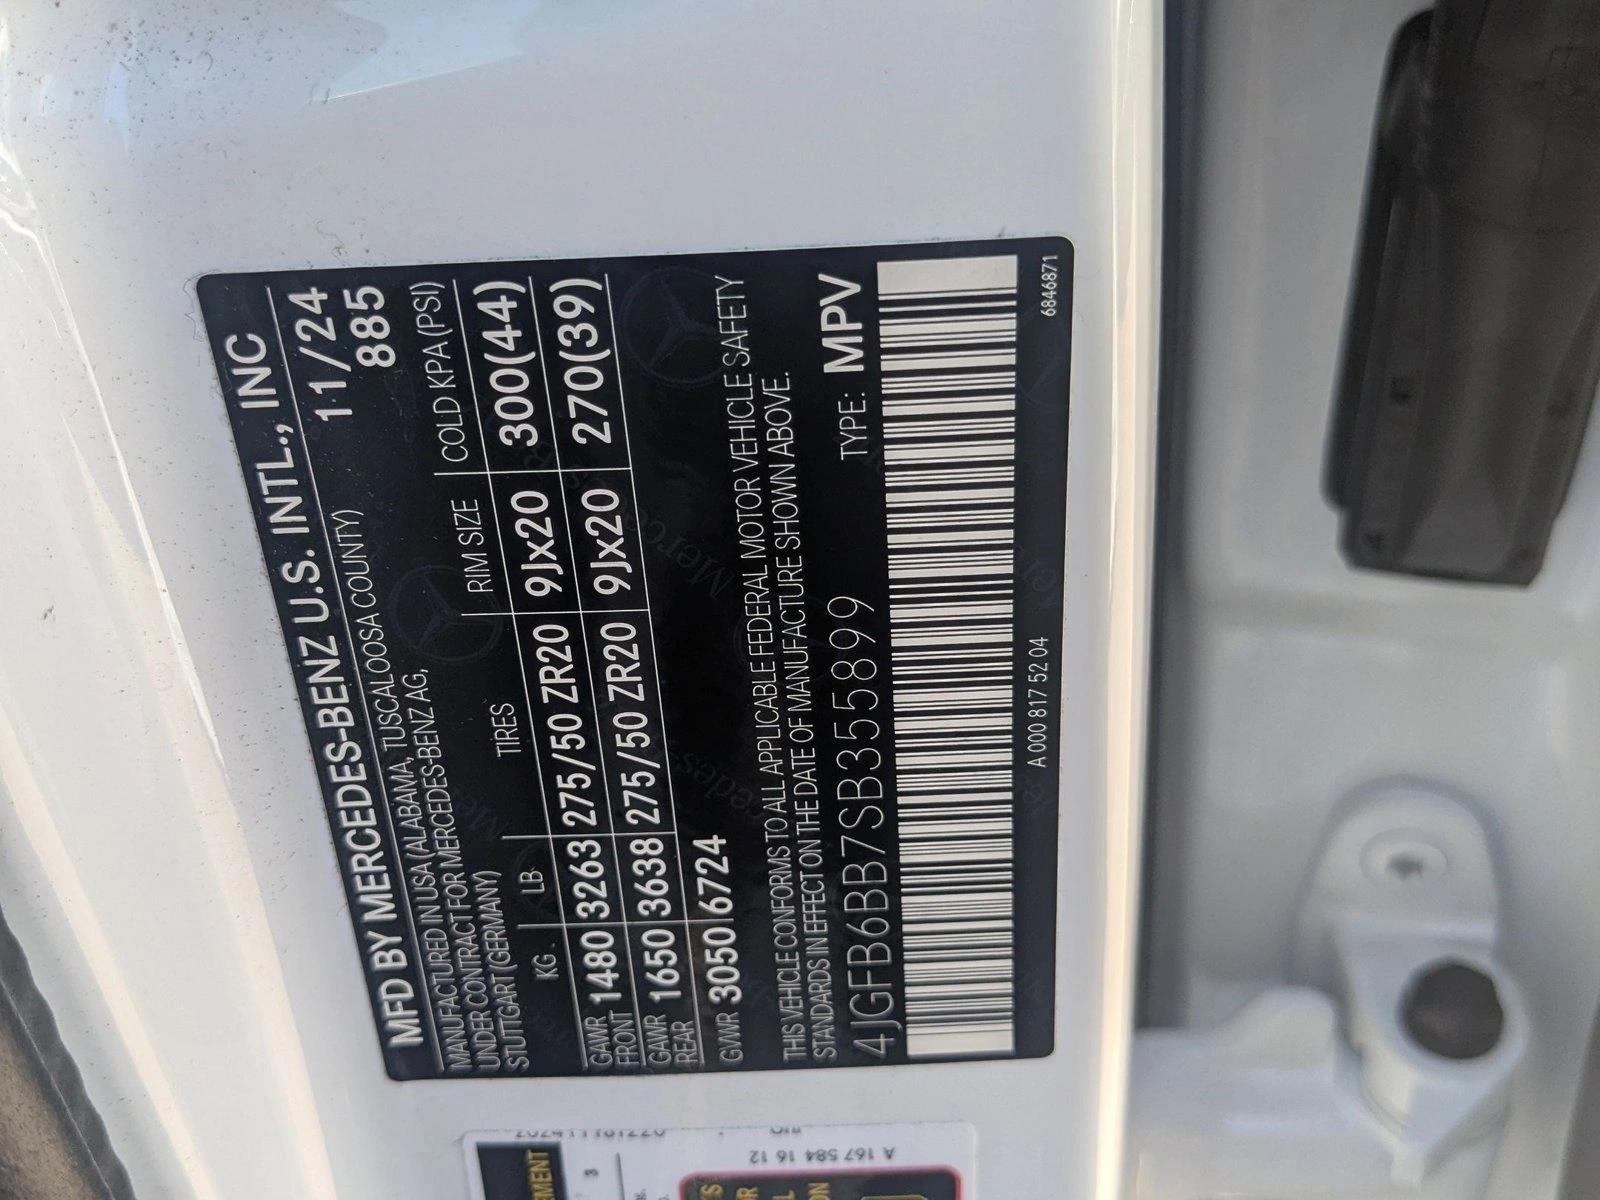 MFD BY MERCEDES-BENZ U.S. INTL., INC
MANUFACTURED IN USA (ALABAMA, TUSCALOOSA COUNTY) 11/24
UNDER CONTRACT FOR MERCEDES-BENZ AG, 885
STUTTGART (GERMANY)
KG. LB TIRES RIM SIZE COLD KPA (PSI)
GAWR FRONT 1480 3263 275/50 ZR20 9Jx20 300(44)
GAWR REAR 1650 3638 275/50 ZR20 9Jx20 270(39)
GVWR 3050 6724
THIS VEHICLE CONFORMS TO ALL APPLICABLE FEDERAL MOTOR VEHICLE SAFETY
STANDARDS IN EFFECT ON THE DATE OF MANUFACTURE SHOWN ABOVE.
4JGFB6BB7SB355899 TYPE: MPV
A 000 817 52 04 6846871
A 167 584 16 12